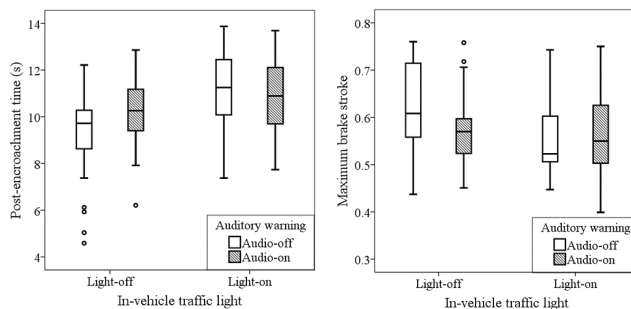 Post-encroachment time (s)
14
12
10
8
6
4
Auditory warning
Audio-off
Audio-on
Light-off
Light-on
In-vehicle traffic light
Maximum brake stroke
0.8
0.7
0.6
0.5
0.4
0.3
Auditory warning
Audio-off
Audio-on
Light-off
Light-on
In-vehicle traffic light